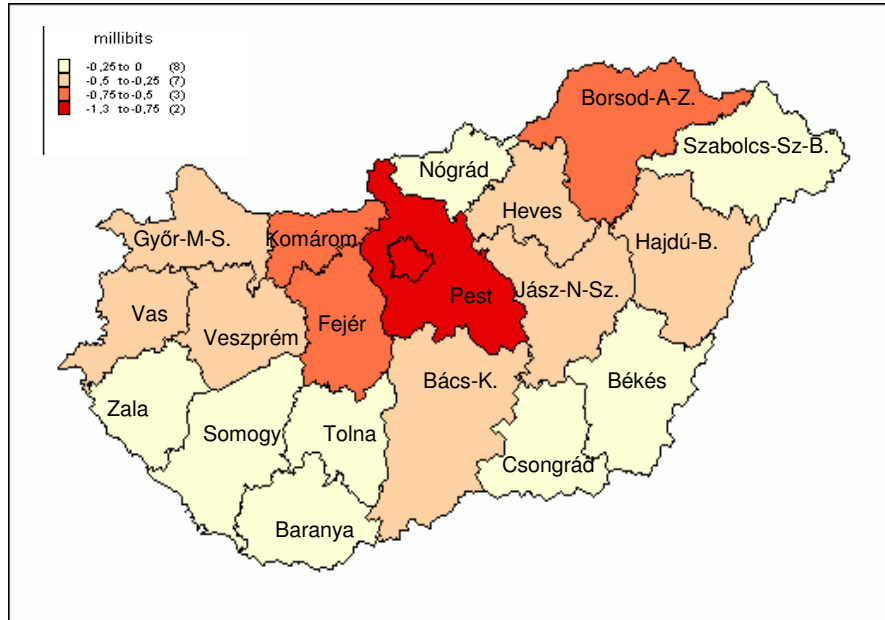 millibits
-0,25 to 0 (8)
-0,5 to -0,25 (7)
-0,75 to -0,5 (3)
-1,3 to -0,75 (2)
Borsod-A-Z.
Szabolcs-Sz-B.
Nógrád
Heves
Győr-M-S.
Komárom
Hajdú-B.
Pest
Jász-N-Sz.
Vas
Veszprém
Fejér
Bács-K.
Békés
Zala
Somogy
Tolna
Csongrád
Baranya